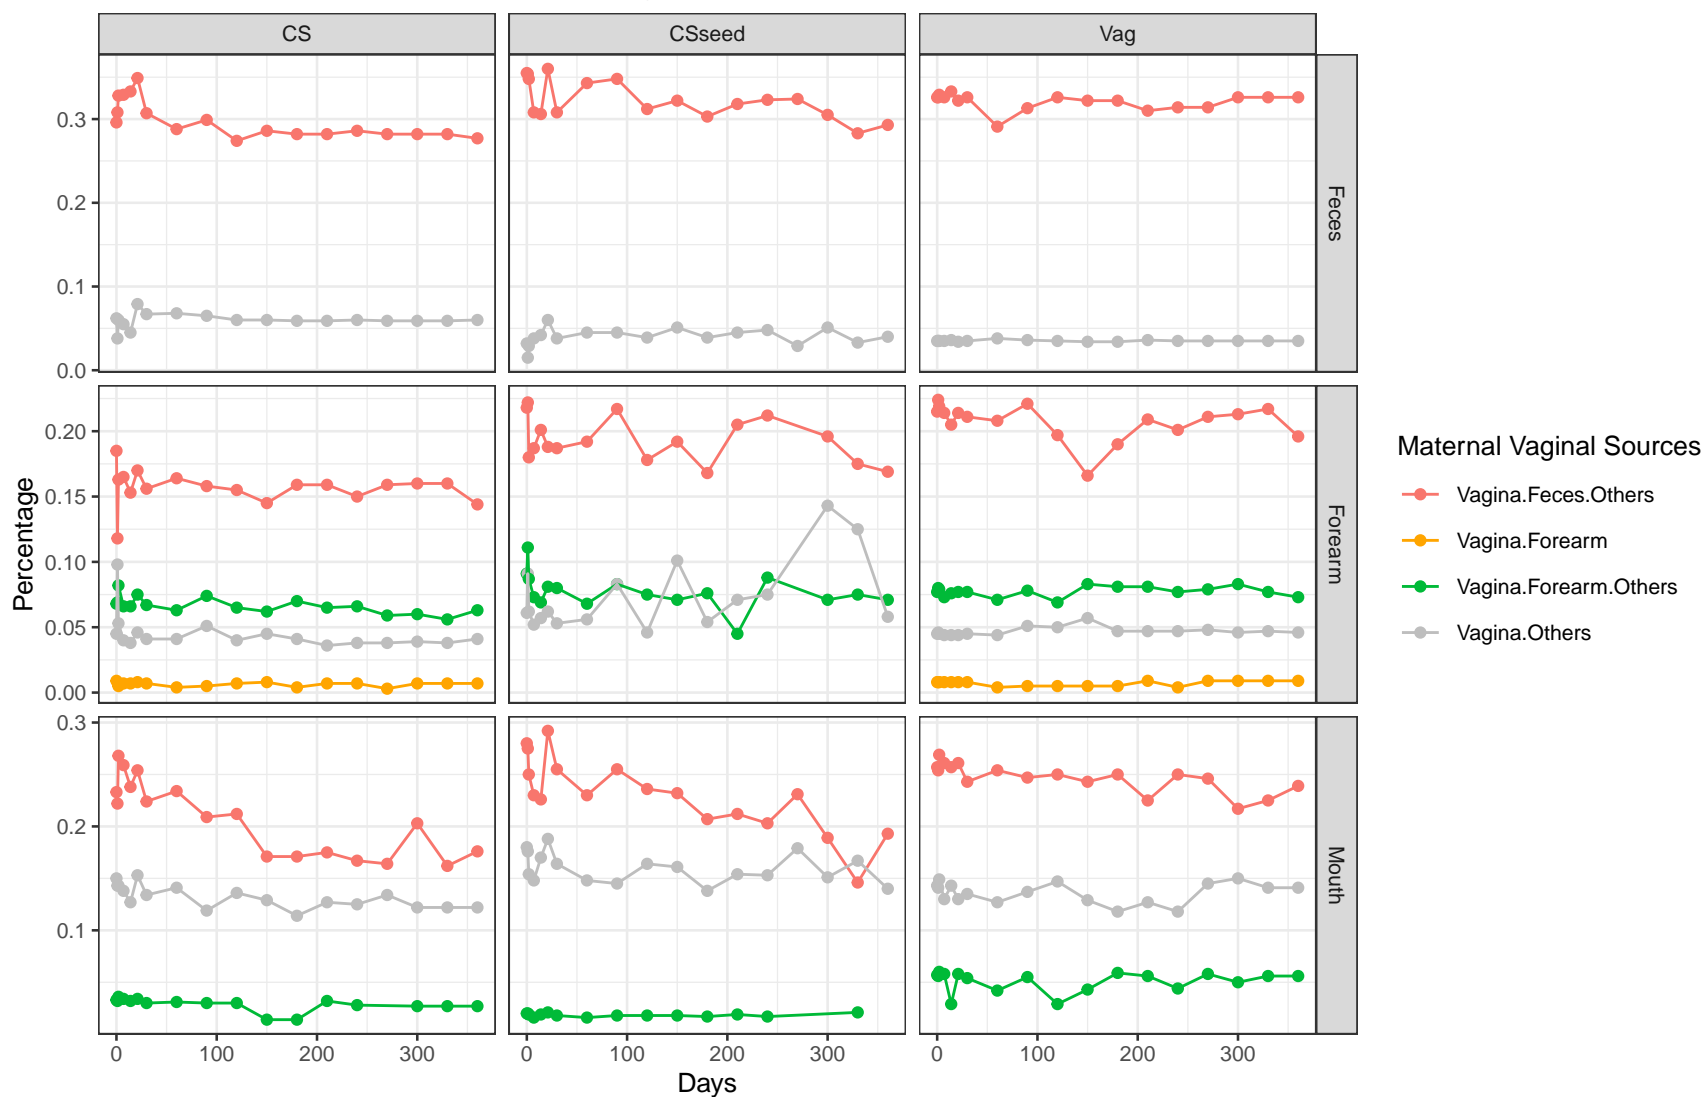 CS
CSseed
Vag
0.3
0.2
0.1
0.0
Feces
0.20
0.15
0.10
0.05
0.00
Forearm
0.3
0.2
0.1
Mouth
0 100 200 300
0 100 200 300
0 100 200 300
Percentage
Days
Maternal Vaginal Sources
Vagina.Feces.Others
Vagina.Forearm
Vagina.Forearm.Others
Vagina.Others